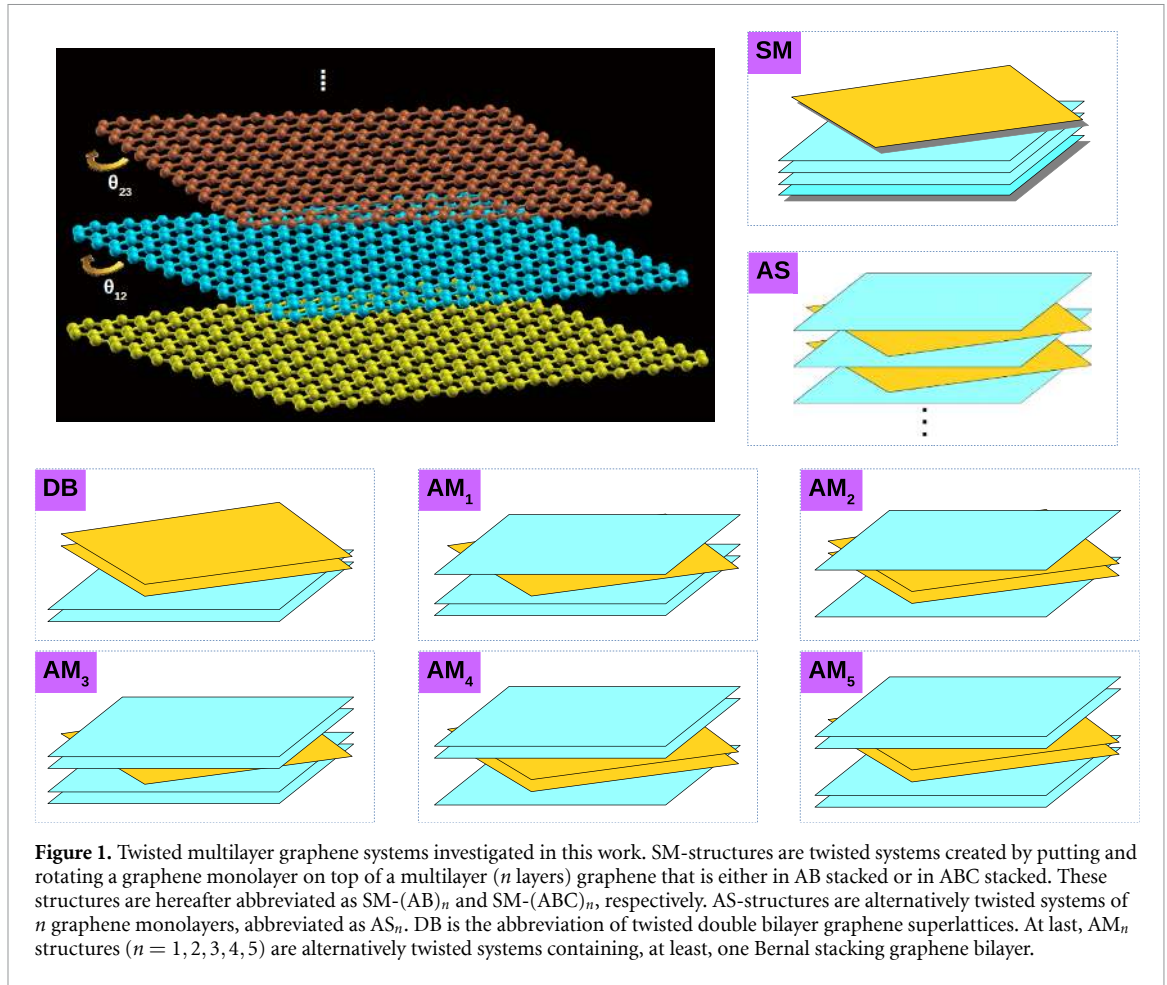 SM
θ23
θ12
AS
DB
AM1
AM2
AM3
AM4
AM5
Figure 1. Twisted multilayer graphene systems investigated in this work. SM-structures are twisted systems created by putting and
rotating a graphene monolayer on top of a multilayer (n layers) graphene that is either in AB stacked or in ABC stacked. These
structures are hereafter abbreviated as SM-(AB)n and SM-(ABC)n, respectively. AS-structures are alternatively twisted systems of
n graphene monolayers, abbreviated as ASn. DB is the abbreviation of twisted double bilayer graphene superlattices. At last, AMn
structures (n = 1, 2, 3, 4, 5) are alternatively twisted systems containing, at least, one Bernal stacking graphene bilayer.